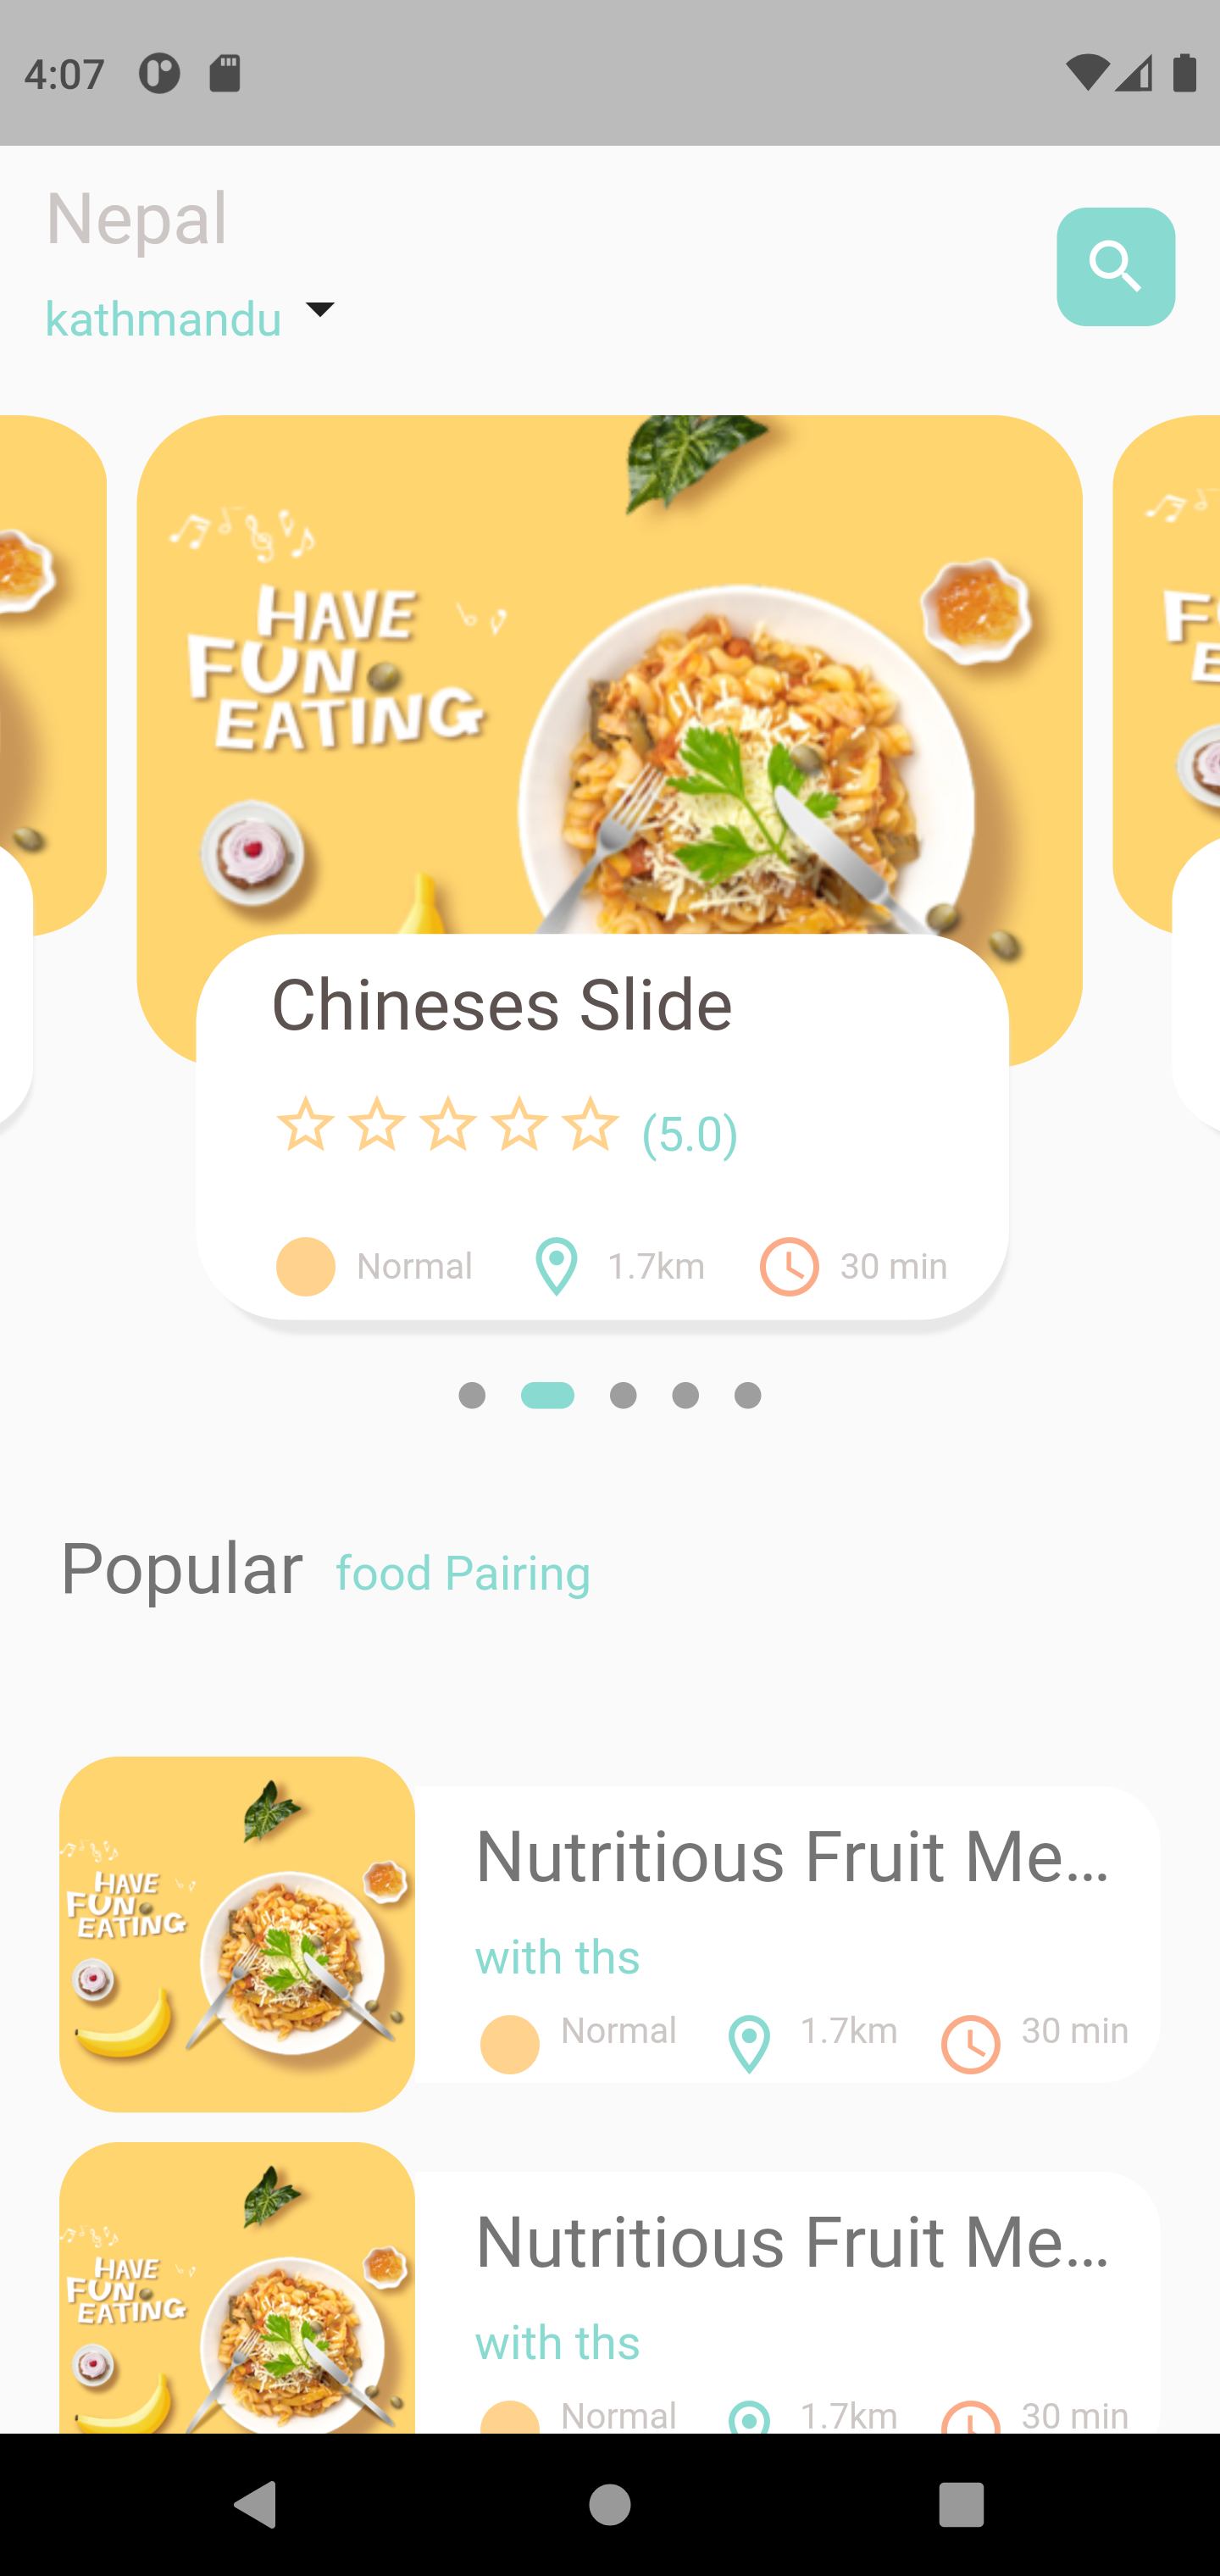 4:07
Nepal
kathmandu
HAVE
FUN
EATING
F
E
Chineses Slide
(5.0)
Normal 1.7km 30 min
Popular food Pairing
HAVE
FUN
EATING
Nutritious Fruit Me...
with ths
Normal 1.7km 30 min
HAVE
FUN
EATING
Nutritious Fruit Me...
with ths
Normal 1.7km 30 min